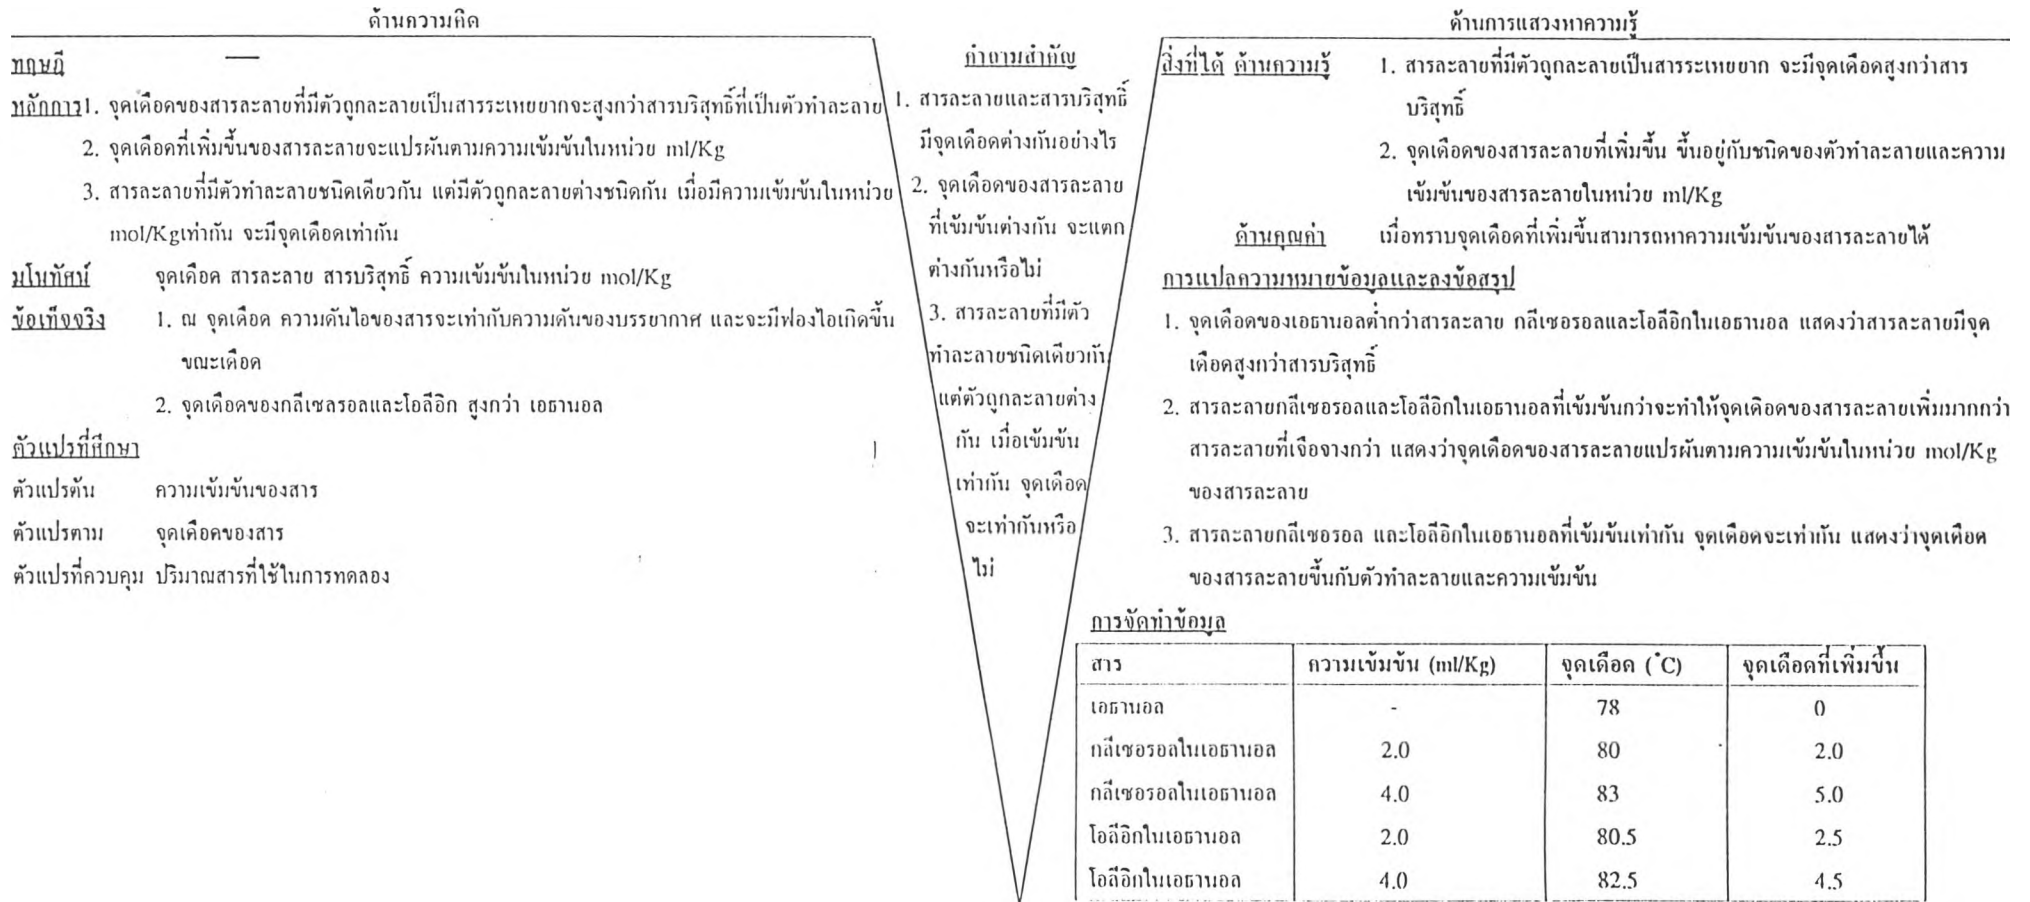 ด้านความคิด
ทฤษฎี —
หลักการ 1. จุดเดือดของสารละลายที่มีตัวถูกละลายเป็นสารระเหยยากจะสูงกว่าสารบริสุทธิ์ที่เป็นตัวทำละลาย
2. จุดเดือดที่เพิ่มขึ้นของสารละลายจะแปรผันตามความเข้มข้นในหน่วย ml/Kg
3. สารละลายที่มีตัวทำละลายชนิดเดียวกัน แต่มีตัวถูกละลายต่างชนิดกัน เมื่อมีความเข้มข้นในหน่วย
mol/Kgเท่ากัน จะมีจุดเดือดเท่ากัน
มโนทัศน์ จุดเดือด สารละลาย สารบริสุทธิ์ ความเข้มข้นในหน่วย mol/Kg
ข้อเท็จจริง 1. ณ จุดเดือด ความดันไอของสารจะเท่ากับความดันของบรรยากาศ และจะมีฟองไอเกิดขึ้น
ขณะเดือด
2. จุดเดือดของกลีเซลรอลและโอลีอิก สูงกว่า เอธานอล
ตัวแปรที่ศึกษา
ตัวแปรต้น ความเข้มข้นของสาร
ตัวแปรตาม จุดเดือดของสาร
ตัวแปรที่ควบคุม ปริมาณสารที่ใช้ในการทดลอง
คำถามสำคัญ
1. สารละลายและสารบริสุทธิ์
มีจุดเดือดต่างกันอย่างไร
2. จุดเดือดของสารละลาย
ที่เข้มข้นต่างกัน จะแตก
ต่างกันหรือไม่
3. สารละลายที่มีตัว
ทำละลายชนิดเดียวกัน
แต่ตัวถูกละลายต่าง
กัน เมื่อเข้มข้น
เท่ากัน จุดเดือด
จะเท่ากันหรือ
ไม่
ด้านการแสวงหาความรู้
สิ่งที่ได้ ด้านความรู้ 1. สารละลายที่มีตัวถูกละลายเป็นสารระเหยยาก จะมีจุดเดือดสูงกว่าสาร
บริสุทธิ์
2. จุดเดือดของสารละลายที่เพิ่มขึ้น ขึ้นอยู่กับชนิดของตัวทำละลายและความ
เข้มข้นของสารละลายในหน่วย ml/Kg
ด้านคุณค่า เมื่อทราบจุดเดือดที่เพิ่มขึ้นสามารถหาความเข้มข้นของสารละลายได้
การแปลความหมายข้อมูลและลงข้อสรุป
1. จุดเดือดของเอธานอลต่ำกว่าสารละลาย กลีเซอรอลและโอลีอิกในเอธานอล แสดงว่าสารละลายมีจุด
เดือดสูงกว่าสารบริสุทธิ์
2. สารละลายกลีเซอรอลและโอลีอิกในเอธานอลที่เข้มข้นกว่าจะทำให้จุดเดือดของสารละลายเพิ่มมากกว่า
สารละลายที่เจือจางกว่า แสดงว่าจุดเดือดของสารละลายแปรผันตามความเข้มข้นในหน่วย mol/Kg
ของสารละลาย
3. สารละลายกลีเซอรอล และโอลีอิกในเอธานอลที่เข้มข้นเท่ากัน จุดเดือดจะเท่ากัน แสดงว่าจุดเดือด
ของสารละลายขึ้นกับตัวทำละลายและความเข้มข้น
การจัดทำข้อมูล
สาร ความเข้มข้น (ml/Kg) จุดเดือด (°C) จุดเดือดที่เพิ่มขึ้น
เอธานอล - 78 0
กลีเซอรอลในเอธานอล 2.0 80 2.0
กลีเซอรอลในเอธานอล 4.0 83 5.0
โอลีอิกในเอธานอล 2.0 80.5 2.5
โอลีอิกในเอธานอล 4.0 82.5 4.5